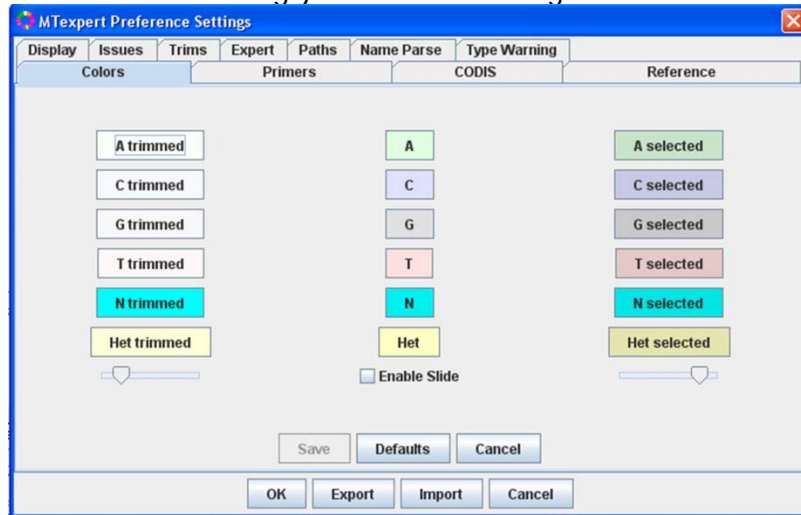 MTexpert Preference Settings
Display Issues Trims Expert Paths Name Parse Type Warning
Colors Primers CODIS Reference
A trimmed A A selected
C trimmed C C selected
G trimmed G G selected
T trimmed T T selected
N trimmed N N selected
Het trimmed Het Het selected
Enable Slide
Save Defaults Cancel
OK Export Import Cancel